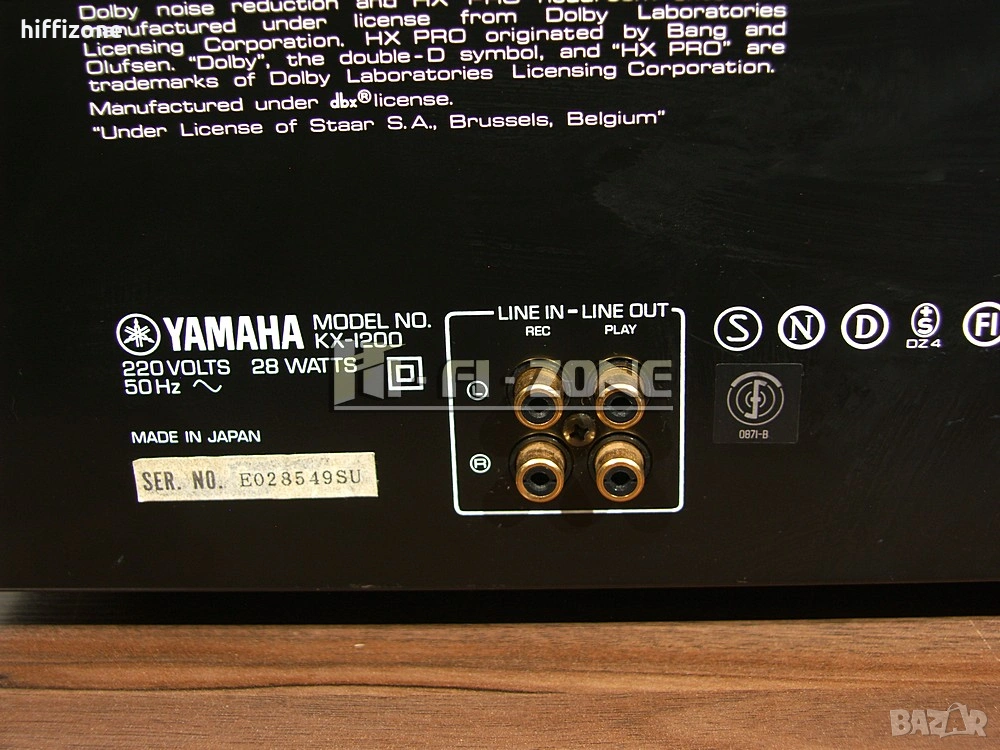 Dolby noise reduction and HX PRO
hiffizone
manufactured under license from Dolby Laboratories
Licensing Corporation. HX PRO originated by Bang and
Olufsen. "Dolby", the double-D symbol, and "HX PRO" are
trademarks of Dolby Laboratories Licensing Corporation.
Manufactured under dbx® license.
"Under License of Staar S.A., Brussels, Belgium"
YAMAHA MODEL NO.
KX-1200
220 VOLTS 28 WATTS
50 Hz ~
LINE IN - LINE OUT
REC PLAY
L
R
S N D +S FI
DZ4
0871-B
HI-FI-ZONE
MADE IN JAPAN
SER. NO. E028549SU
BAZAR